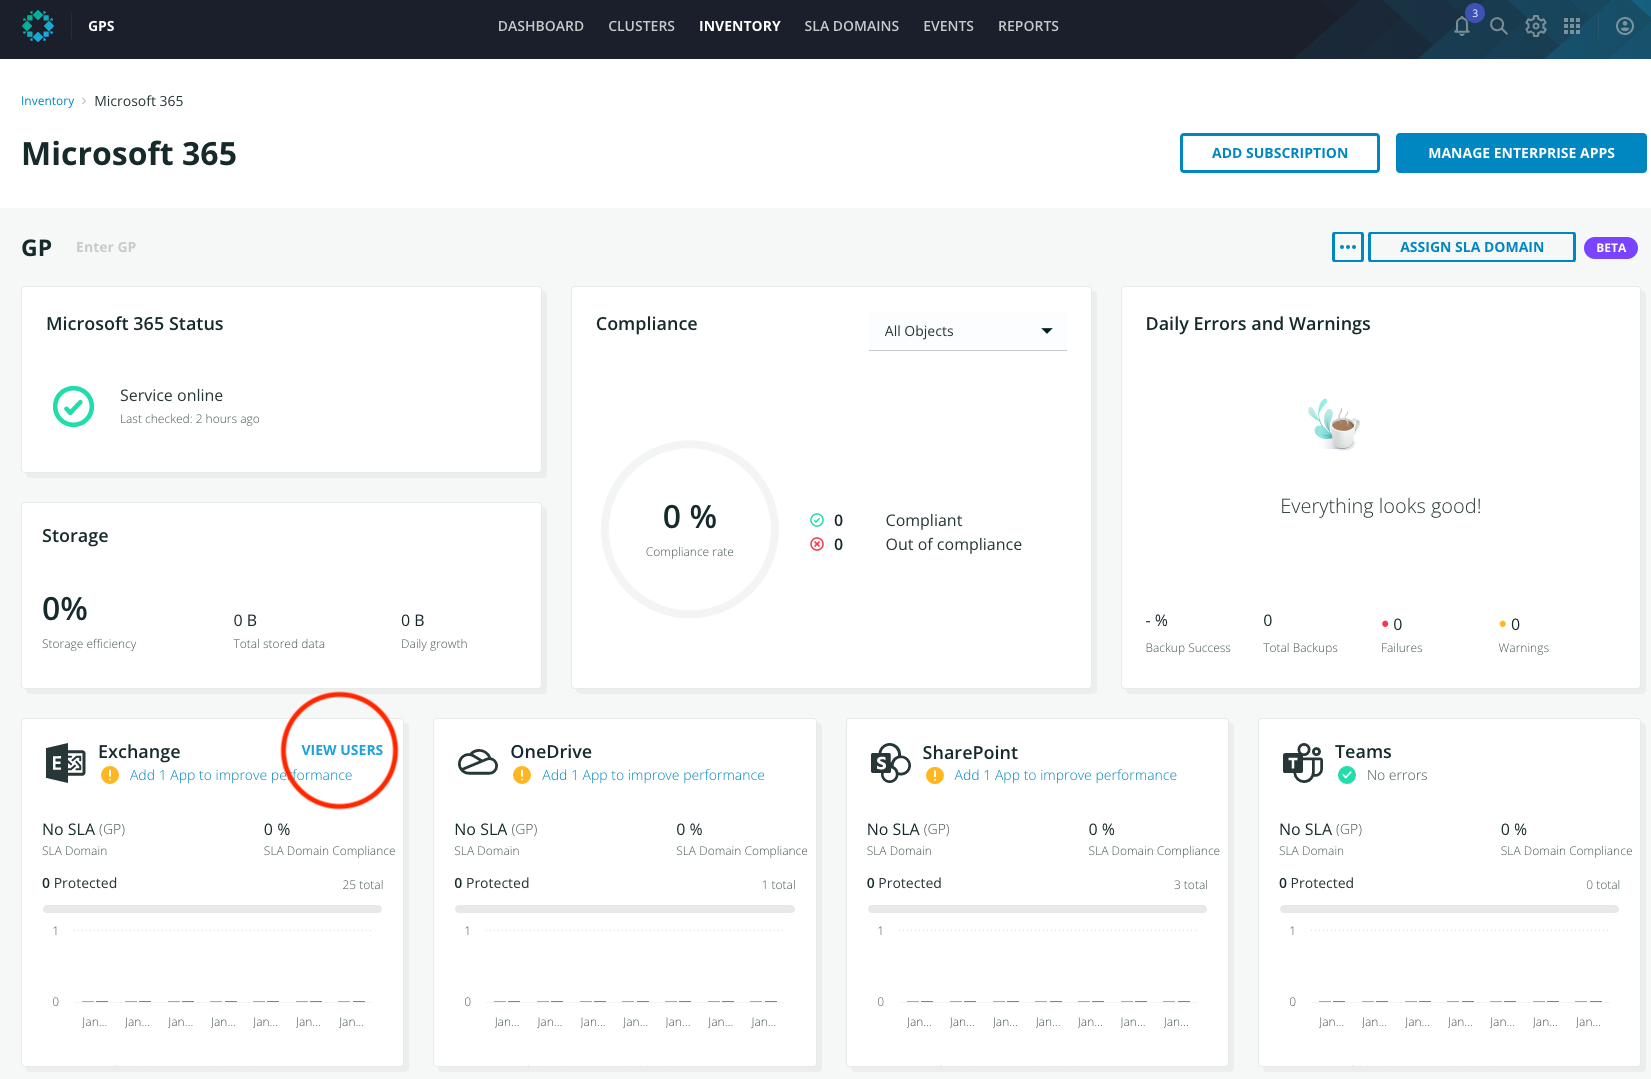 GPS
DASHBOARD CLUSTERS INVENTORY SLA DOMAINS EVENTS REPORTS
3
Inventory › Microsoft 365
Microsoft 365
ADD SUBSCRIPTION
MANAGE ENTERPRISE APPS
GP Enter GP
...
ASSIGN SLA DOMAIN
BETA
Microsoft 365 Status
Service online
Last checked: 2 hours ago
Storage
0%
Storage efficiency
0 B
Total stored data
0 B
Daily growth
Compliance
All Objects
0 %
Compliance rate
0 Compliant
0 Out of compliance
Daily Errors and Warnings
Everything looks good!
- %
Backup Success
0
Total Backups
0
Failures
0
Warnings
Exchange
VIEW USERS
Add 1 App to improve performance
No SLA (GP)
SLA Domain
0 %
SLA Domain Compliance
0 Protected
25 total
1
0
Jan... Jan... Jan... Jan... Jan... Jan... Jan...
OneDrive
Add 1 App to improve performance
No SLA (GP)
SLA Domain
0 %
SLA Domain Compliance
0 Protected
1 total
1
0
Jan... Jan... Jan... Jan... Jan... Jan... Jan...
SharePoint
Add 1 App to improve performance
No SLA (GP)
SLA Domain
0 %
SLA Domain Compliance
0 Protected
3 total
1
0
Jan... Jan... Jan... Jan... Jan... Jan... Jan...
Teams
No errors
No SLA (GP)
SLA Domain
0 %
SLA Domain Compliance
0 Protected
0 total
1
0
Jan... Jan... Jan... Jan... Jan... Jan... Jan...